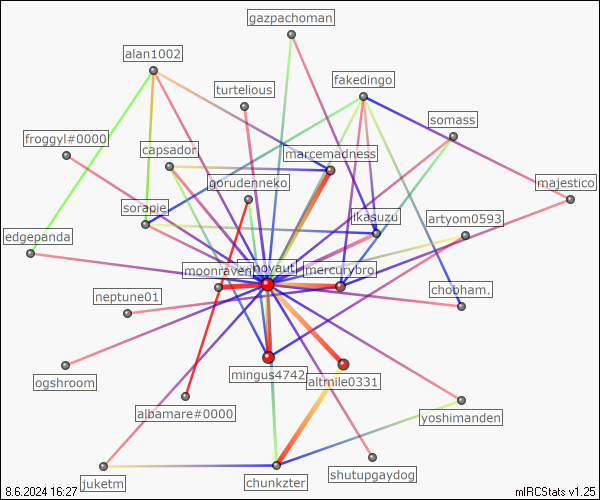 gazpachoman
alan1002
fakedingo
turtelious
somass
froggyl#0000
capsador
marcemadness
gorudenneko
majestico
sorapie
ikasuzu
artyom0593
edgepanda
moonraven
mercurybro
chobham.
neptune01
mingus4742
altmile0331
ogshroom
albamare#0000
yoshimanden
juketm
chunkzter
shutupgaydog
8.6.2024 16:27
mIRCStats v1.25